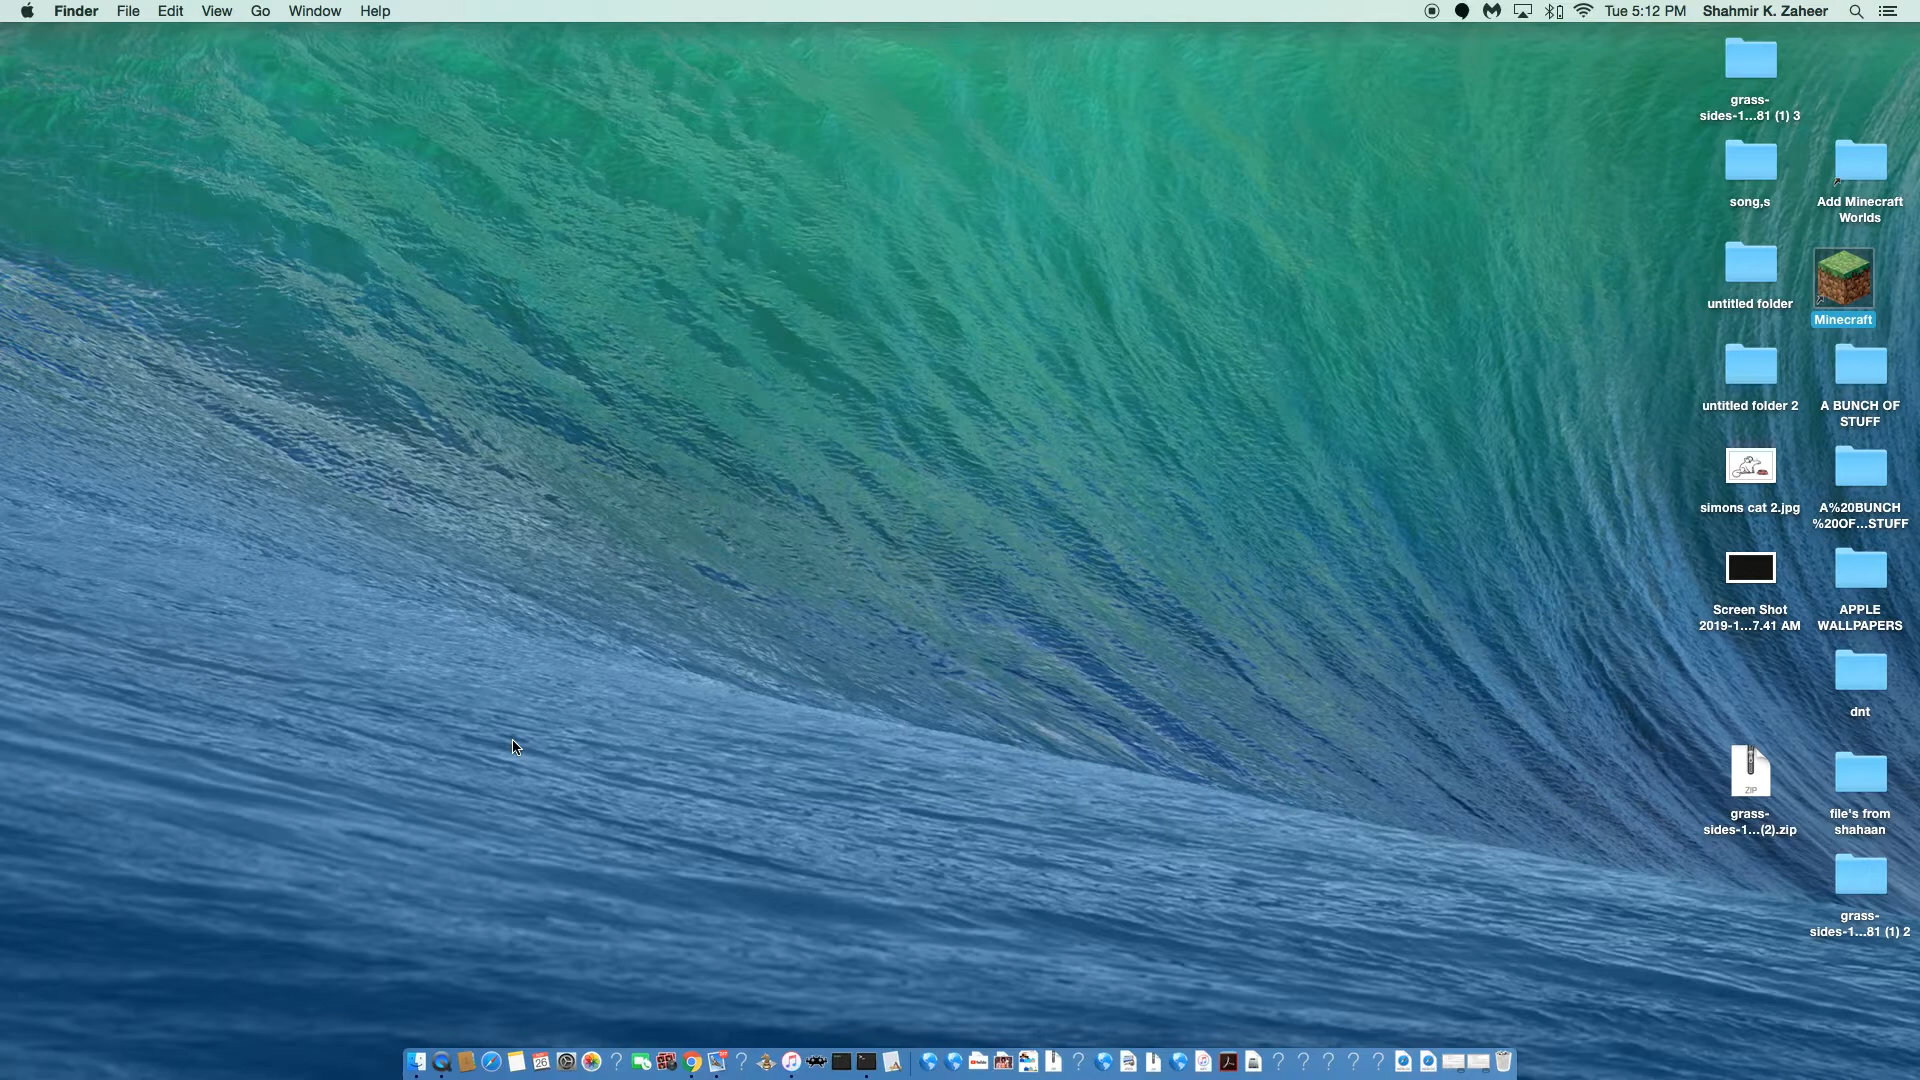 Finder File Edit View Go Window Help Tue 5:12 PM Shahmir K. Zaheer
grass-
sides-1...81 (1) 3
song,s
Add Minecraft
Worlds
untitled folder
Minecraft
untitled folder 2
A BUNCH OF
STUFF
simons cat 2.jpg
A%20BUNCH
%20OF...STUFF
Screen Shot
2019-1...7.41 AM
APPLE
WALLPAPERS
dnt
ZIP
grass-
sides-1...(2).zip
file's from
shahaan
grass-
sides-1...81 (1) 2
26